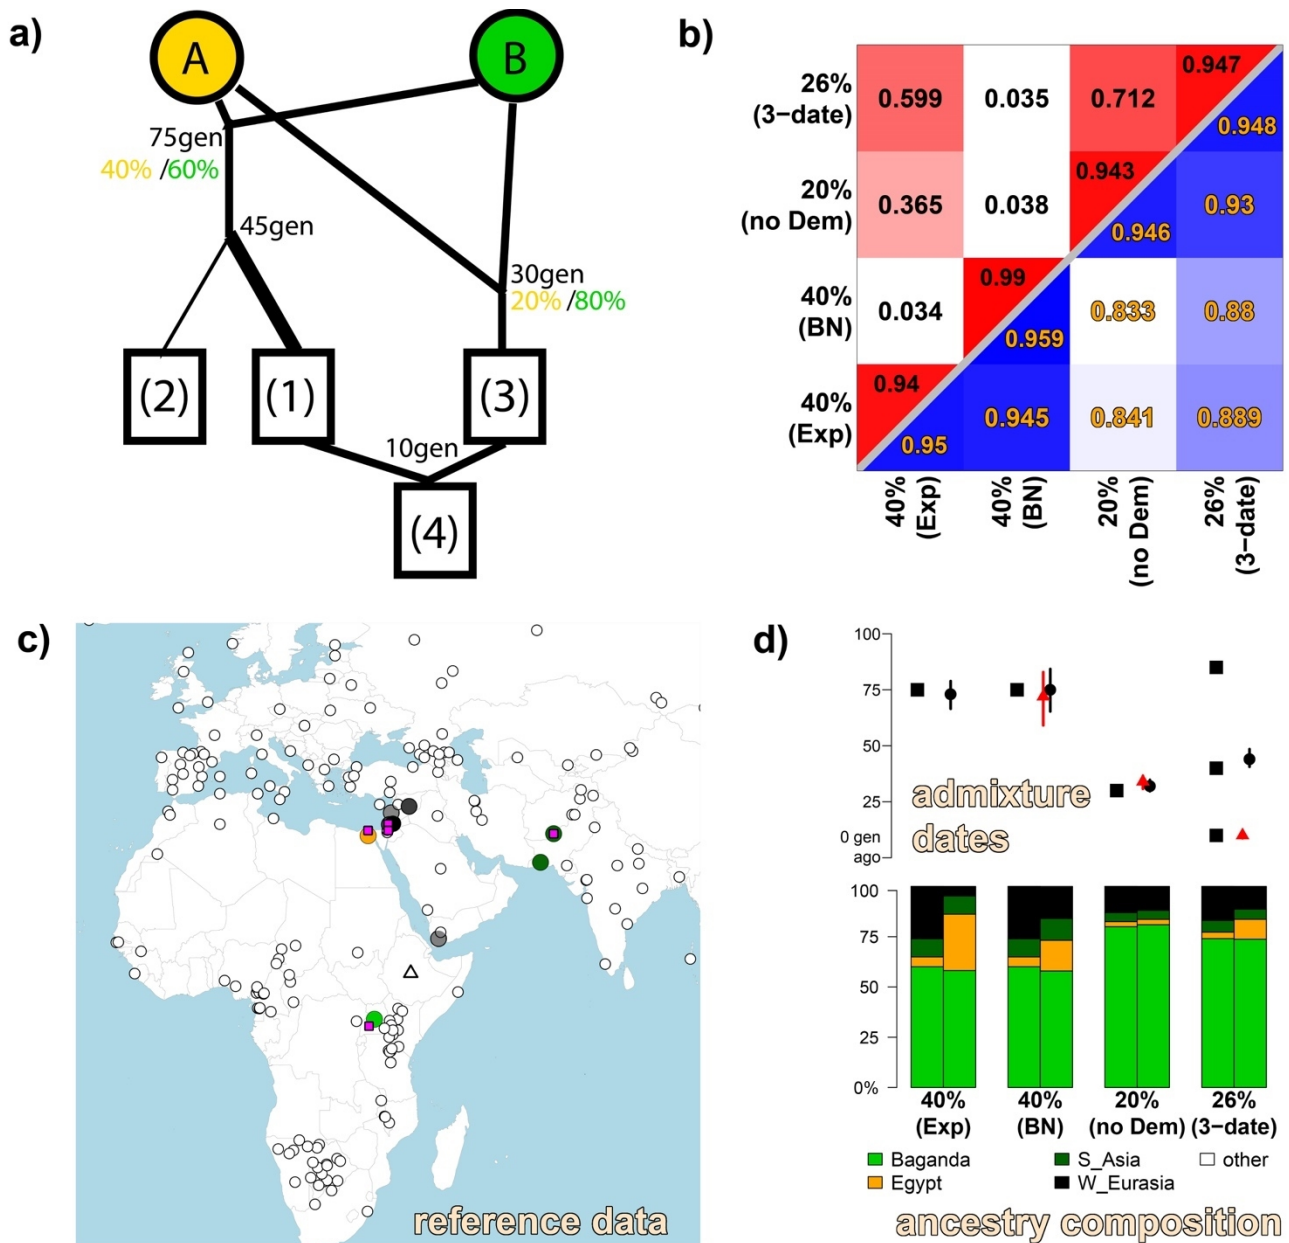 a)
A
B
75gen
40% /60%
45gen
30gen
20% /80%
(2)
(1)
(3)
10gen
(4)
b)
26%
(3−date)
0.599
0.035
0.712
0.947
0.948
20%
(no Dem)
0.365
0.038
0.943
0.946
0.93
40%
(BN)
0.034
0.99
0.959
0.833
0.88
40%
(Exp)
0.94
0.95
0.945
0.841
0.889
40%
(Exp)
40%
(BN)
20%
(no Dem)
26%
(3−date)
c)
reference data
d)
100
75
50
25
0 gen
ago
admixture
dates
100
75
50
25
0%
40%
(Exp)
40%
(BN)
20%
(no Dem)
26%
(3−date)
Baganda
S_Asia
other
Egypt
W_Eurasia
ancestry composition